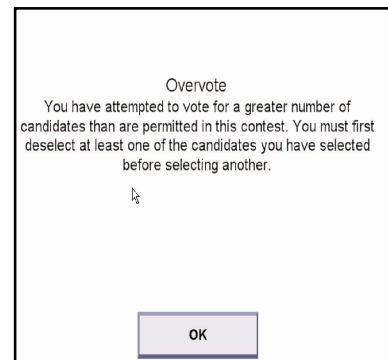 Overvote
You have attempted to vote for a greater number of
candidates than are permitted in this contest. You must first
deselect at least one of the candidates you have selected
before selecting another.
OK